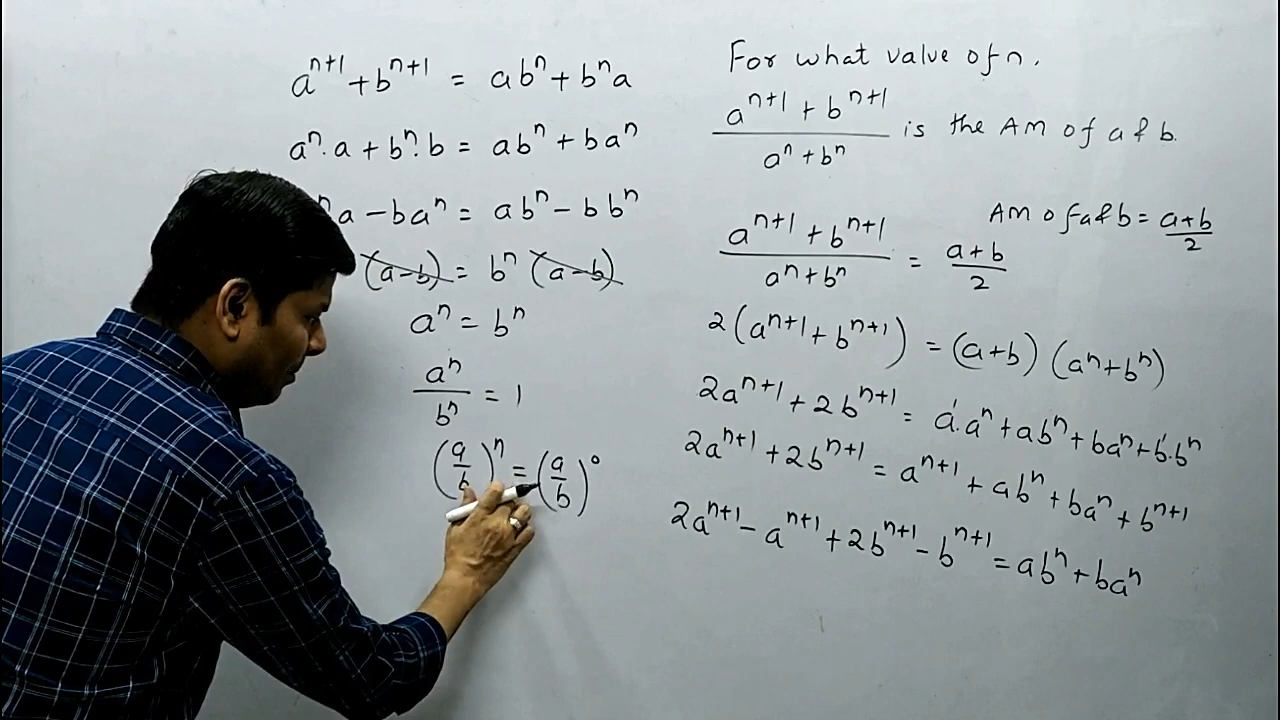 For what value of n.
(a^{n+1} + b^{n+1}) / (a^n + b^n) is the AM of a & b.
AM of a & b = (a+b)/2
(a^{n+1} + b^{n+1}) / (a^n + b^n) = (a+b)/2
2(a^{n+1} + b^{n+1}) = (a+b)(a^n + b^n)
2a^{n+1} + 2b^{n+1} = a^1.a^n + ab^n + ba^n + b^1.b^n
2a^{n+1} + 2b^{n+1} = a^{n+1} + ab^n + ba^n + b^{n+1}
2a^{n+1} - a^{n+1} + 2b^{n+1} - b^{n+1} = ab^n + ba^n
a^{n+1} + b^{n+1} = ab^n + b^n a
a^n.a + b^n.b = ab^n + ba^n
^n a - ba^n = ab^n - bb^n
(a-b) = b^n (a-b)
a^n = b^n
a^n / b^n = 1
(a/b)^n = (a/b)^0